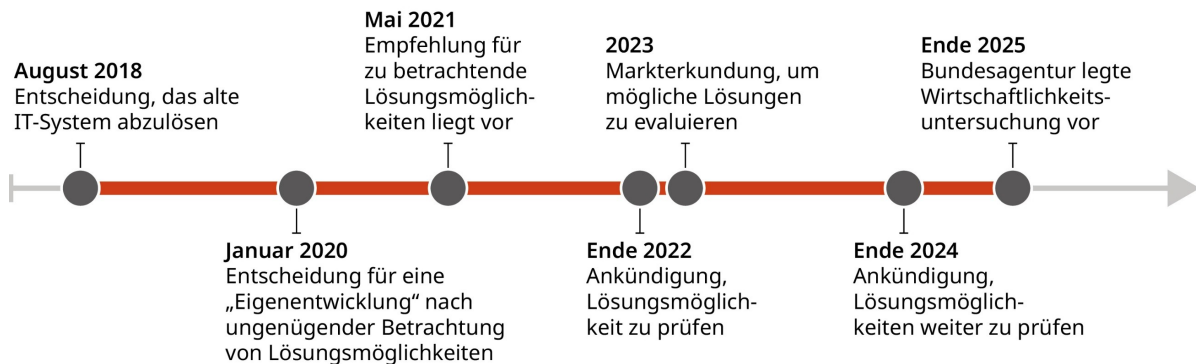 August 2018
Entscheidung, das alte
IT-System abzulösen
Januar 2020
Entscheidung für eine
„Eigenentwicklung“ nach
ungenügender Betrachtung
von Lösungsmöglichkeiten
Mai 2021
Empfehlung für
zu betrachtende
Lösungsmöglich-
keiten liegt vor
Ende 2022
Ankündigung,
Lösungsmöglich-
keit zu prüfen
2023
Markterkundung, um
mögliche Lösungen
zu evaluieren
Ende 2024
Ankündigung,
Lösungsmöglich-
keiten weiter zu prüfen
Ende 2025
Bundesagentur legte
Wirtschaftlichkeits-
untersuchung vor